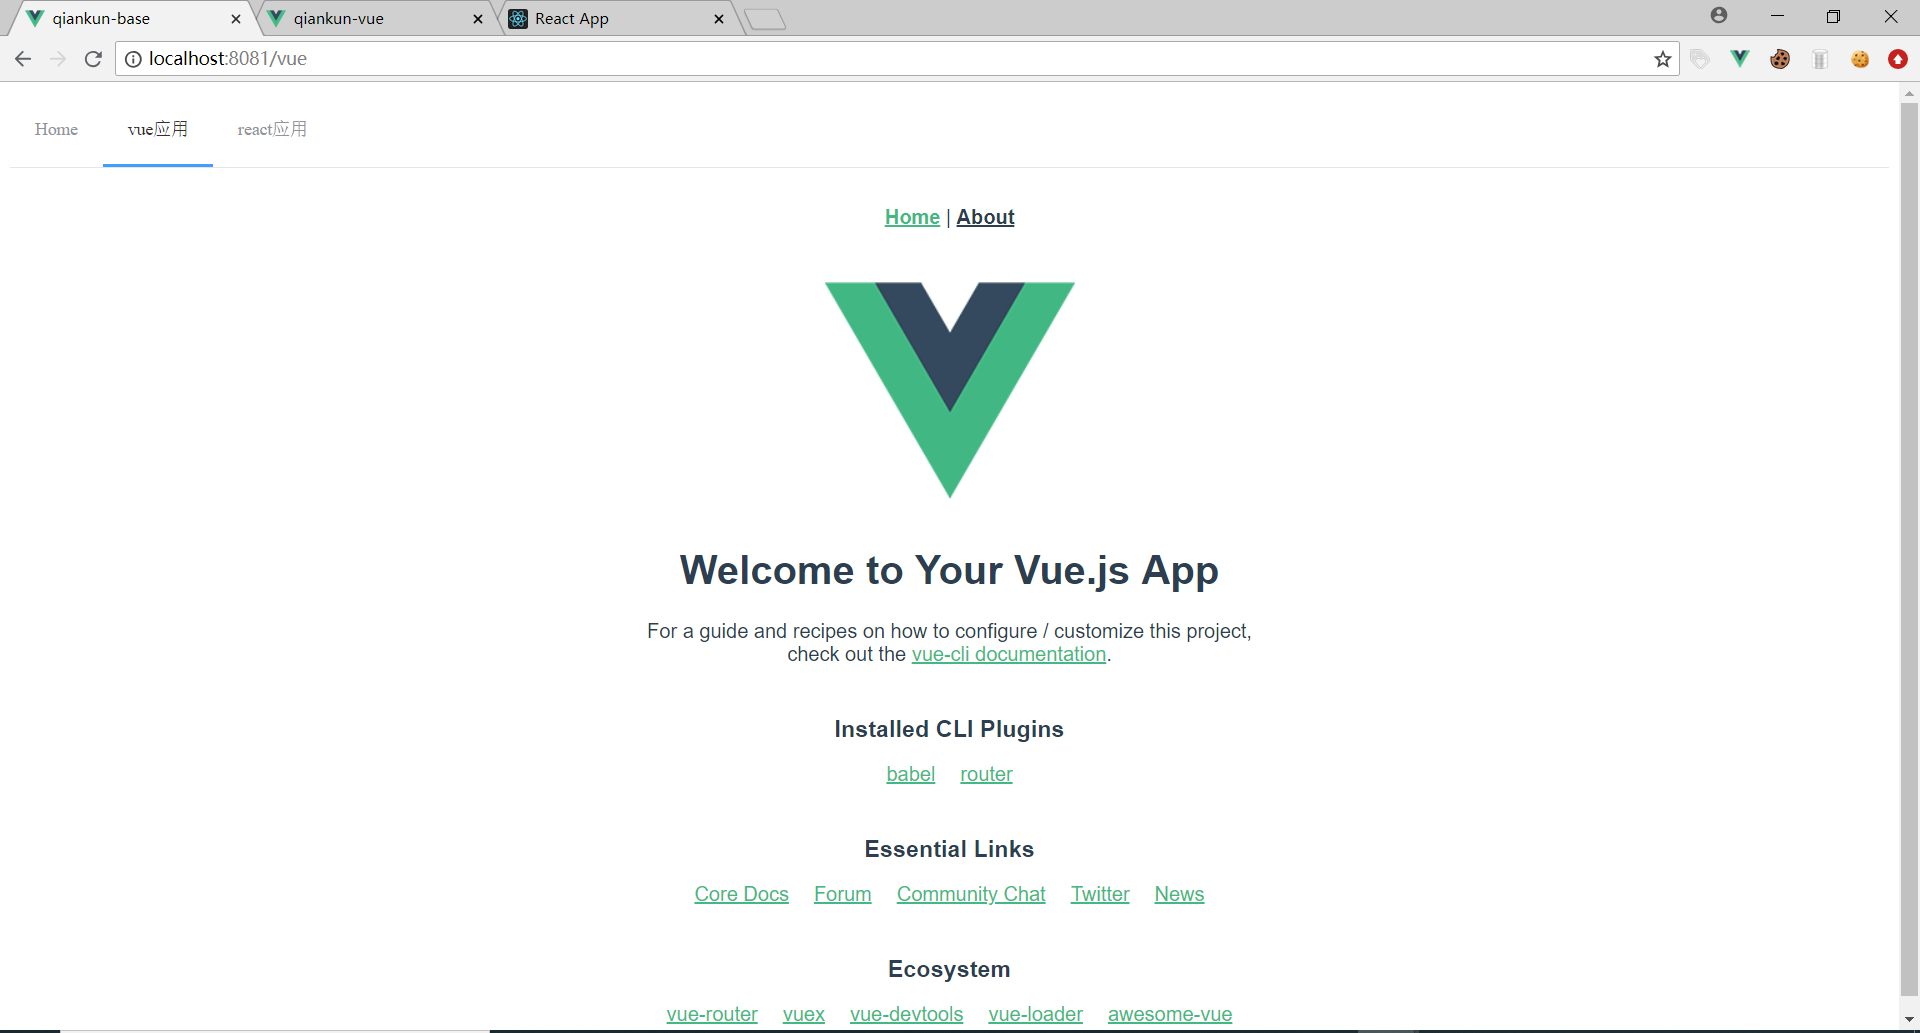 qiankun-base qiankun-vue React App
localhost:8081/vue
Home vue应用 react应用
Home | About
Welcome to Your Vue.js App
For a guide and recipes on how to configure / customize this project,
check out the vue-cli documentation.
Installed CLI Plugins
babel router
Essential Links
Core Docs Forum Community Chat Twitter News
Ecosystem
vue-router vuex vue-devtools vue-loader awesome-vue